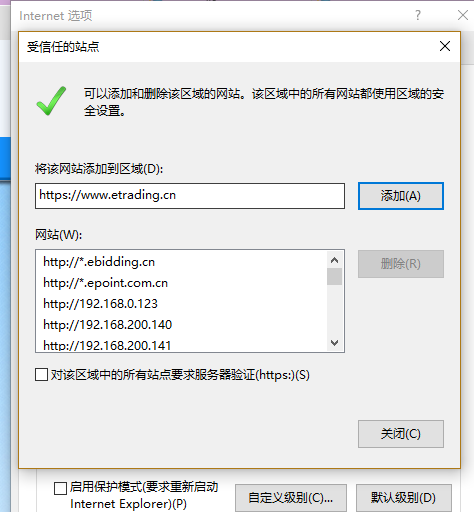 Internet 选项
受信任的站点
可以添加和删除该区域的网站。该区域中的所有网站都使用区域的安
全设置。
将该网站添加到区域(D):
https://www.etrading.cn
添加(A)
网站(W):
http://*.ebidding.cn
http://*.epoint.com.cn
http://192.168.0.123
http://192.168.200.140
http://192.168.200.141
删除(R)
对该区域中的所有站点要求服务器验证(https:)(S)
关闭(C)
启用保护模式(要求重新启动
Internet Explorer)(P)
自定义级别(C)...
默认级别(D)